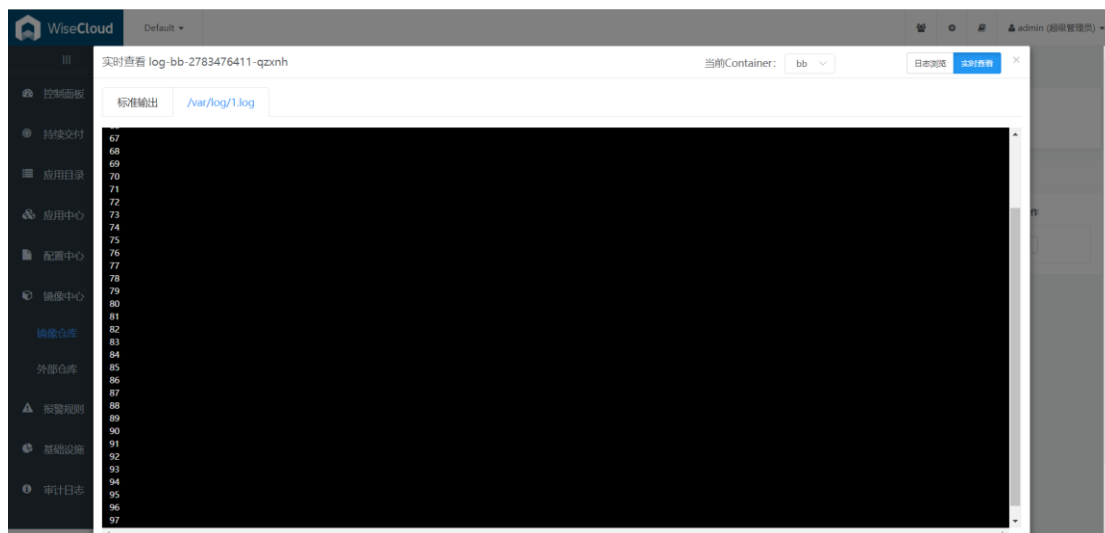 WiseCloud Default admin (超级管理员)
实时查看 log-bb-2783476411-qzxnh 当前Container: bb 日志浏览 实时查看 ×
控制面板
标准输出 /var/log/1.log
持续交付
应用目录
应用中心
配置中心
镜像中心
镜像仓库
外部仓库
报警规则
基础设施
审计日志
67
68
69
70
71
72
73
74
75
76
77
78
79
80
81
82
83
84
85
86
87
88
89
90
91
92
93
94
95
96
97
作